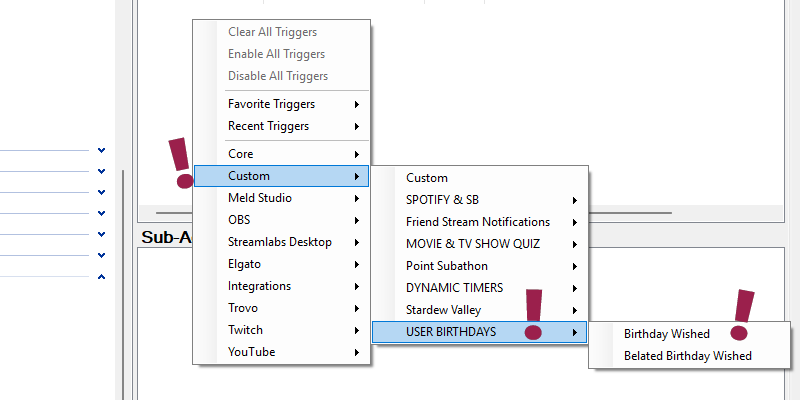 Clear All Triggers
Enable All Triggers
Disable All Triggers
Favorite Triggers
Recent Triggers
Core
Custom
Meld Studio
OBS
Streamlabs Desktop
Elgato
Integrations
Trovo
Twitch
YouTube
Sub-A
Custom
SPOTIFY & SB
Friend Stream Notifications
MOVIE & TV SHOW QUIZ
Point Subathon
DYNAMIC TIMERS
Stardew Valley
USER BIRTHDAYS
Birthday Wished
Belated Birthday Wished